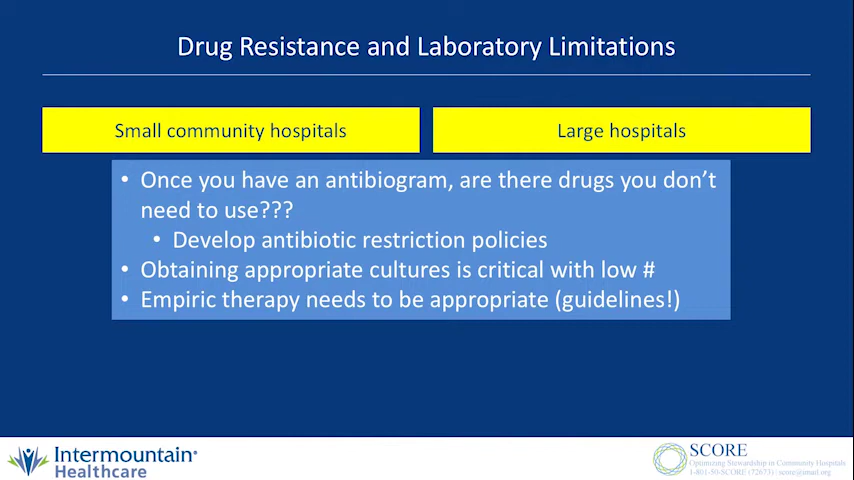 Drug Resistance and Laboratory Limitations
Small community hospitals
Large hospitals
• Once you have an antibiogram, are there drugs you don't
need to use???
• Develop antibiotic restriction policies
• Obtaining appropriate cultures is critical with low #
• Empiric therapy needs to be appropriate (guidelines!)
Intermountain®
Healthcare
SCORE
Optimizing Stewardship in Community Hospitals
1-801-50-SCORE (72673) | score@imail.org